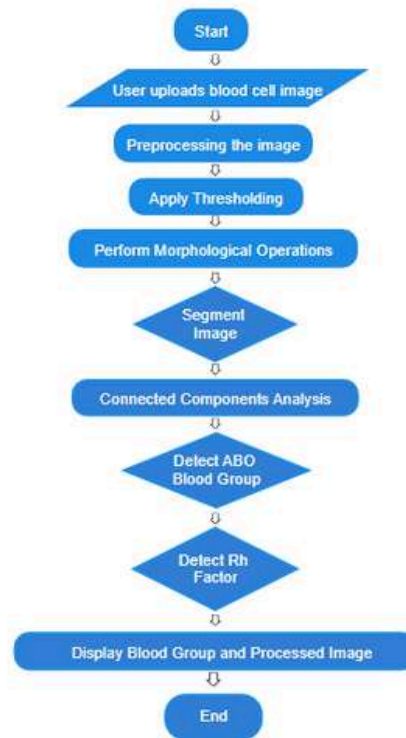 Start
User uploads blood cell image
Preprocessing the image
Apply Thresholding
Perform Morphological Operations
Segment
Image
Connected Components Analysis
Detect ABO
Blood Group
Detect Rh
Factor
Display Blood Group and Processed Image
End